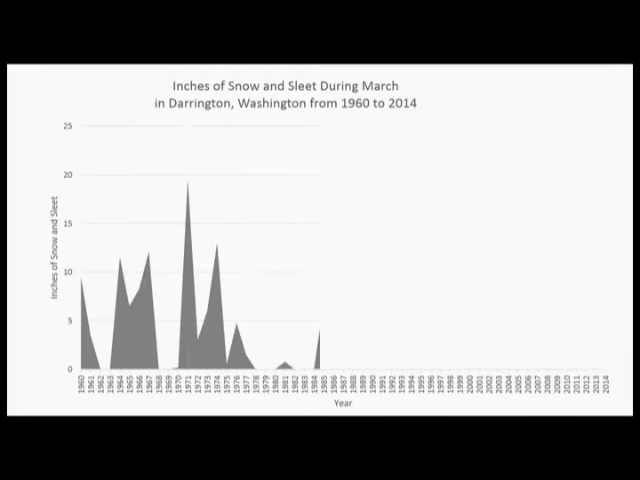 Inches of Snow and Sleet During March
in Darrington, Washington from 1960 to 2014
25
20
15
10
5
0
Inches of Snow and Sleet
1960 1961 1962 1963 1964 1965 1966 1967 1968 1969 1970 1971 1972 1973 1974 1975 1976 1977 1978 1979 1980 1981 1982 1983 1984 1985 1986 1987 1988 1989 1990 1991 1992 1993 1994 1995 1996 1997 1998 1999 2000 2001 2002 2003 2004 2005 2006 2007 2008 2009 2010 2011 2012 2013 2014
Year